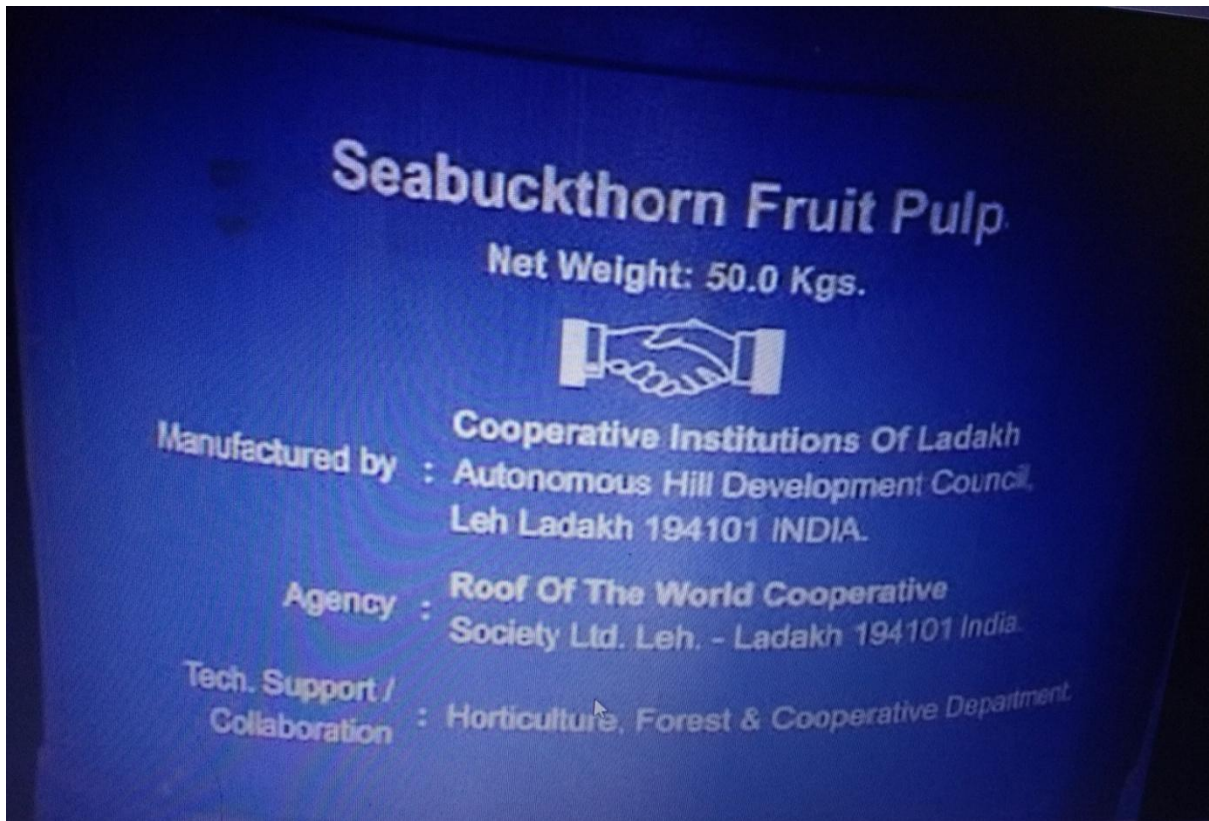 Seabuckthorn Fruit Pulp
Net Weight: 50.0 Kgs.
Manufactured by : Cooperative Institutions Of Ladakh
Autonomous Hill Development Council,
Leh Ladakh 194101 INDIA.
Agency : Roof Of The World Cooperative
Society Ltd. Leh. - Ladakh 194101 India.
Tech. Support /
Collaboration : Horticulture, Forest & Cooperative Department